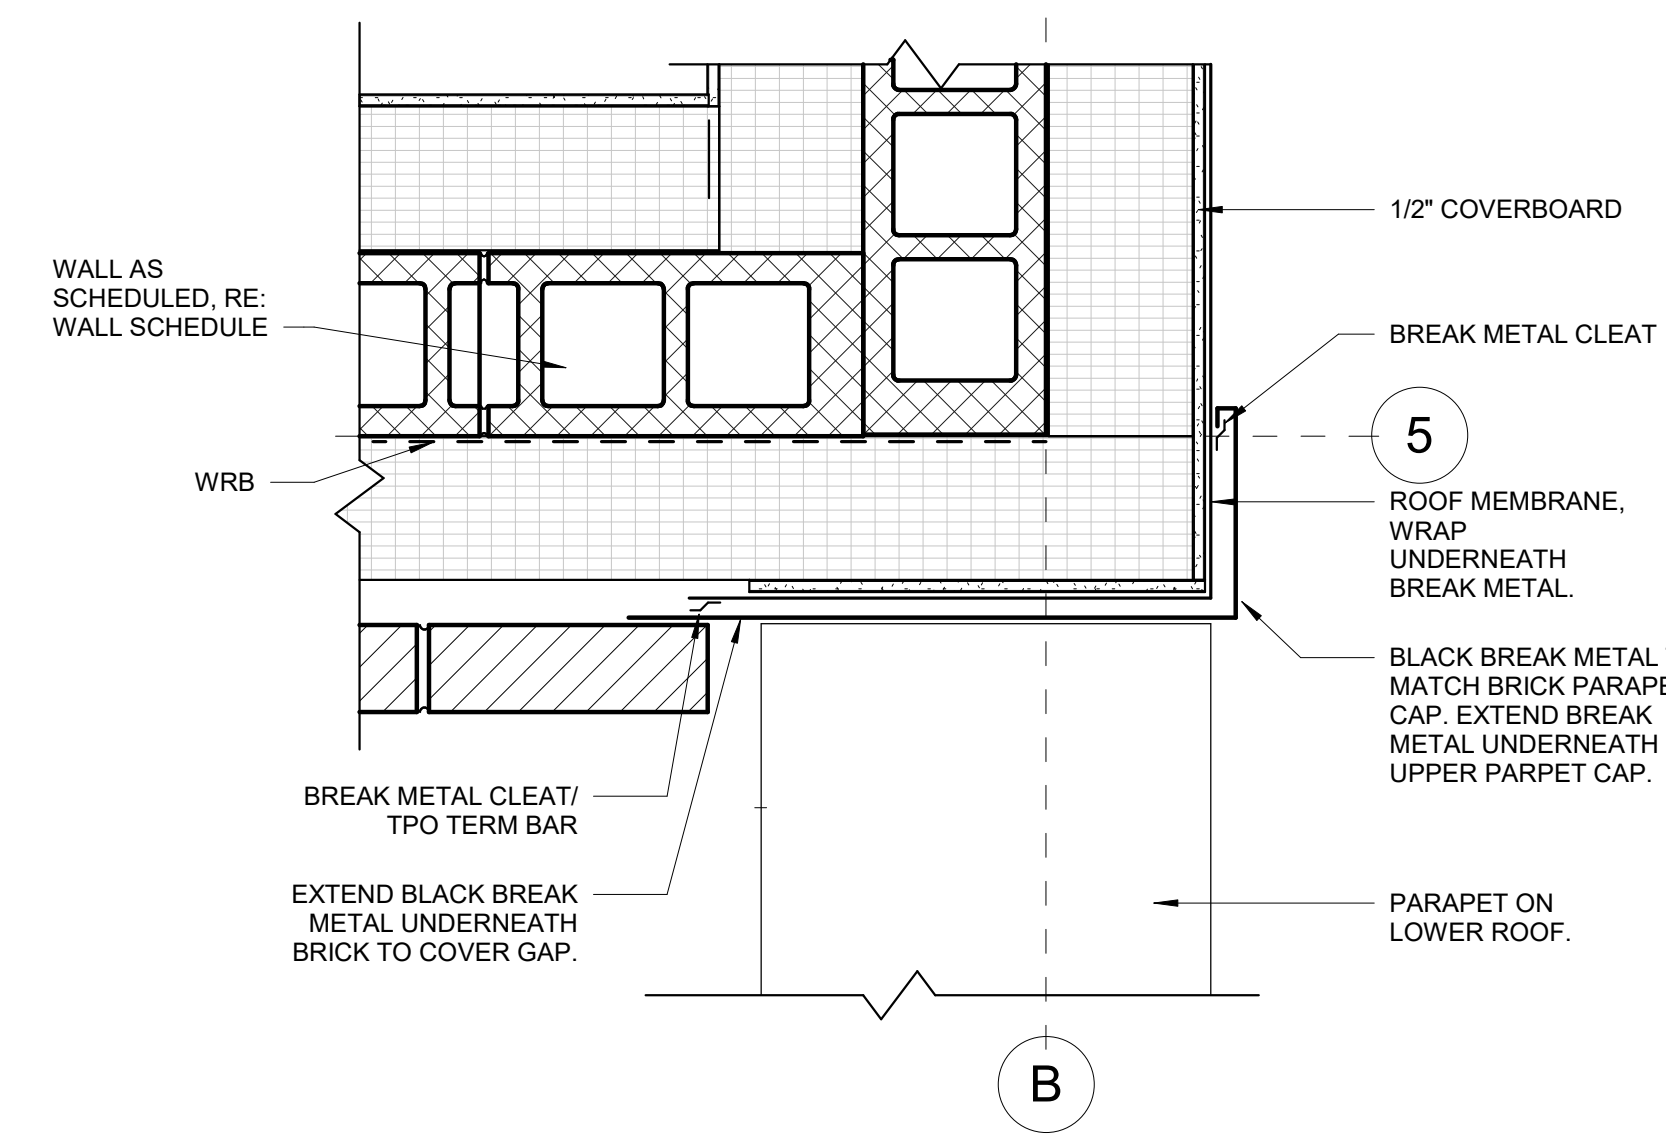 1/2" COVERBOARD
WALL AS
SCHEDULED, RE:
WALL SCHEDULE
BREAK METAL CLEAT
5
WRB
ROOF MEMBRANE,
WRAP
UNDERNEATH
BREAK METAL.
BLACK BREAK METAL
MATCH BRICK
CAP. EXTEND BREAK
METAL UNDERNEATH
UPPER PARPET CAP.
BREAK METAL CLEAT/
TPO TERM BAR
EXTEND BLACK BREAK
METAL UNDERNEATH
BRICK TO COVER GAP.
PARAPET ON
LOWER ROOF.
B